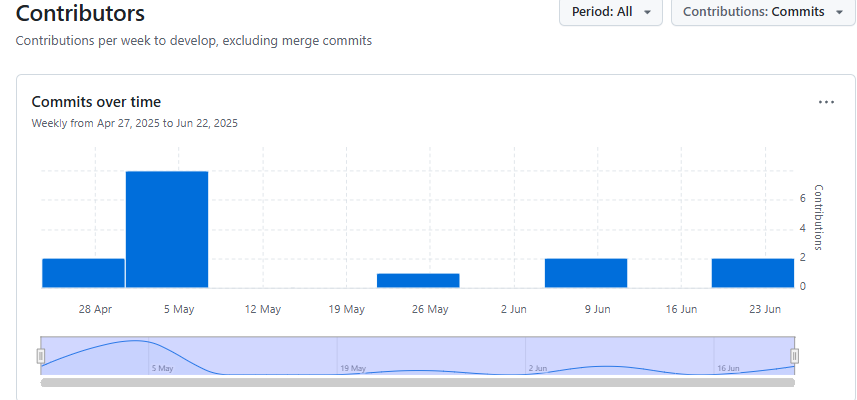 Contributors
Period: All
Contributions: Commits
Contributions per week to develop, excluding merge commits
Commits over time
Weekly from Apr 27, 2025 to Jun 22, 2025
6
4
2
0
Contributions
28 Apr 5 May 12 May 19 May 26 May 2 Jun 9 Jun 16 Jun 23 Jun
5 May 19 May 2 Jun 16 Jun